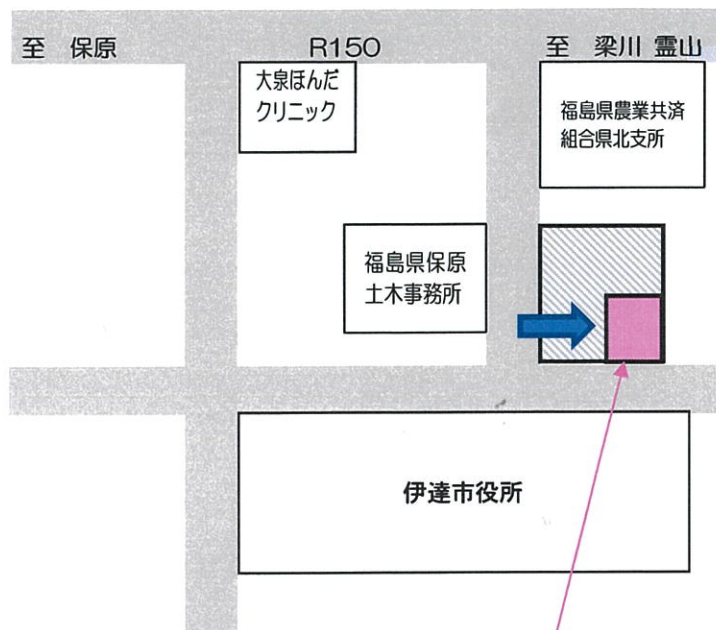 至 保原
R150
至 梁川 霊山
大泉ほんだ
クリニック
福島県農業共済
組合県北支所
福島県保原
土木事務所
伊達市役所